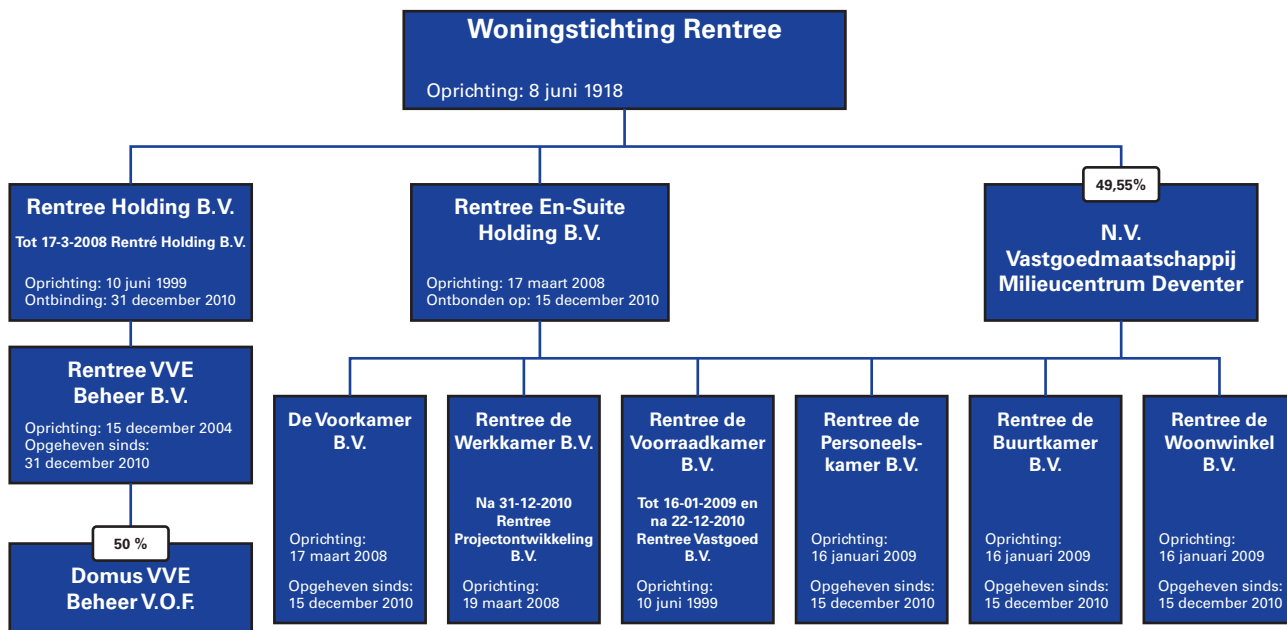 Woningstichting Rentree
Oprichting: 8 juni 1918
Rentree Holding B.V.
Tot 17-3-2008 Rentré Holding B.V.
Oprichting: 10 juni 1999
Ontbinding: 31 december 2010
Rentree En-Suite
Holding B.V.
Oprichting: 17 maart 2008
Ontbonden op: 15 december 2010
49,55%
N.V.
Vastgoedmaatschappij
Milieucentrum Deventer
Rentree VVE
Beheer B.V.
Oprichting: 15 december 2004
Opgeheven sinds:
31 december 2010
50 %
Domus VVE
Beheer V.O.F.
De Voorkamer
B.V.
Oprichting:
17 maart 2008
Opgeheven sinds:
15 december 2010
Rentree de
Werkkamer B.V.
Na 31-12-2010
Rentree
Projectontwikkeling
B.V.
Oprichting:
19 maart 2008
Rentree de
Voorraadkamer
B.V.
Tot 16-01-2009 en
na 22-12-2010
Rentree Vastgoed
B.V.
Oprichting:
10 juni 1999
Rentree de
Personeels-
kamer B.V.
Oprichting:
16 januari 2009
Opgeheven sinds:
15 december 2010
Rentree de
Buurtkamer
B.V.
Oprichting:
16 januari 2009
Opgeheven sinds:
15 december 2010
Rentree de
Woonwinkel
B.V.
Oprichting:
16 januari 2009
Opgeheven sinds:
15 december 2010